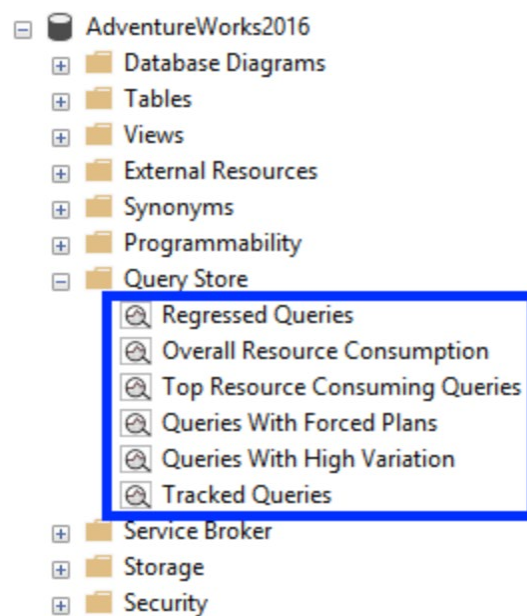 AdventureWorks2016
Database Diagrams
Tables
Views
External Resources
Synonyms
Programmability
Query Store
Regressed Queries
Overall Resource Consumption
Top Resource Consuming Queries
Queries With Forced Plans
Queries With High Variation
Tracked Queries
Service Broker
Storage
Security